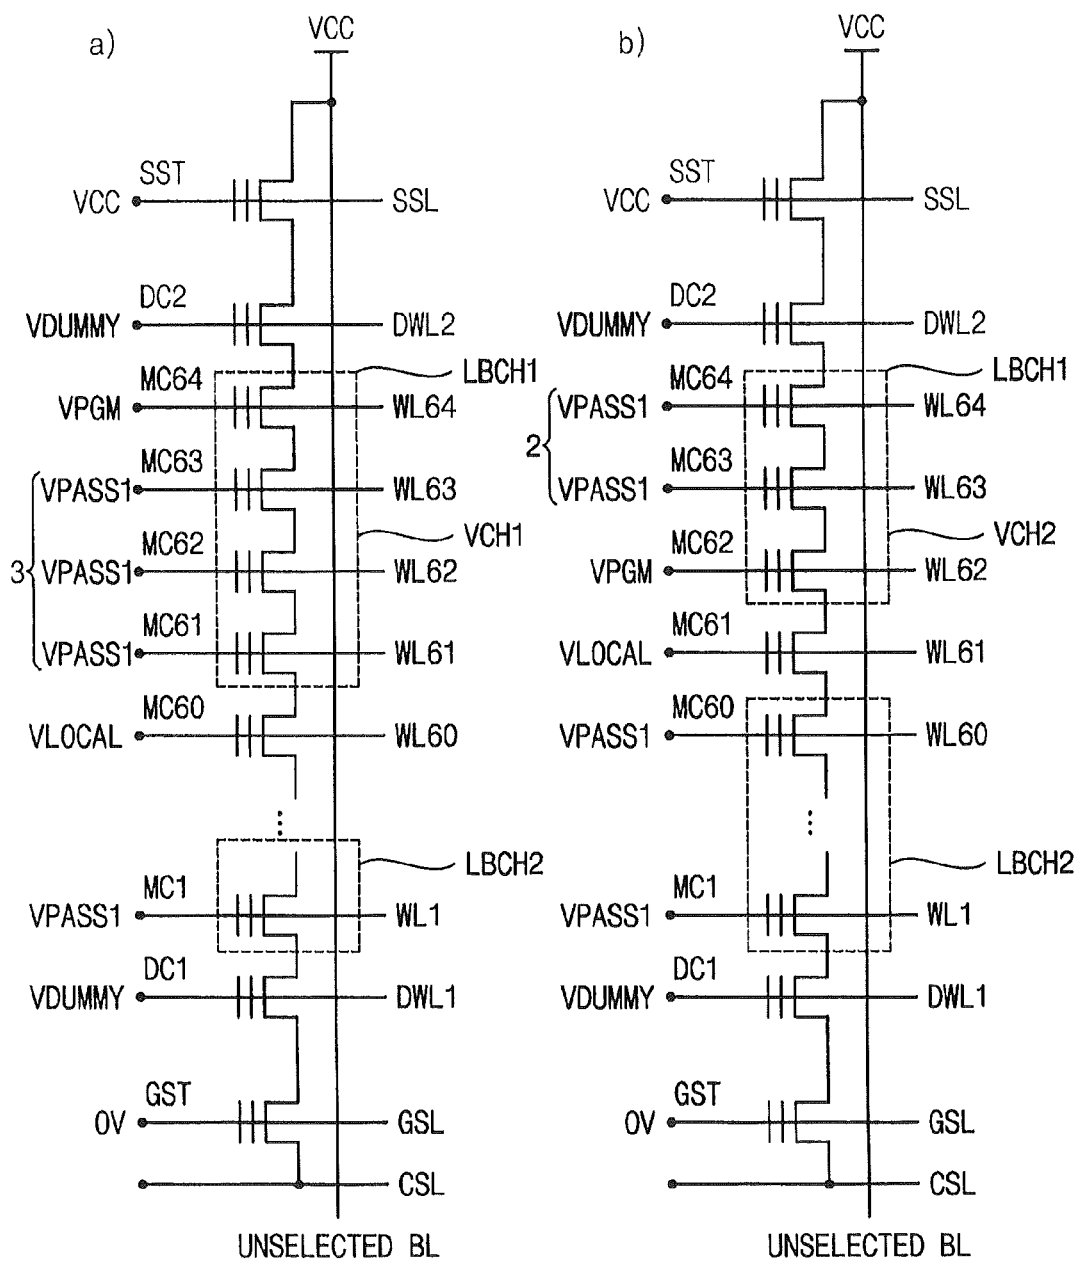 a)
VCC
SST
VCC
SSL
DC2
VDUMMY
DWL2
LBCH1
MC64
VPGM
WL64
MC63
VPASS1
WL63
VCH1
3
MC62
VPASS1
WL62
MC61
VPASS1
WL61
MC60
VLOCAL
WL60
LBCH2
MC1
VPASS1
WL1
DC1
VDUMMY
DWL1
GST
0V
GSL
CSL
UNSELECTED BL
b)
VCC
SST
VCC
SSL
DC2
VDUMMY
DWL2
LBCH1
MC64
VPASS1
WL64
2
MC63
VPASS1
WL63
VCH2
MC62
VPGM
WL62
MC61
VLOCAL
WL61
MC60
VPASS1
WL60
LBCH2
MC1
VPASS1
WL1
DC1
VDUMMY
DWL1
GST
0V
GSL
CSL
UNSELECTED BL